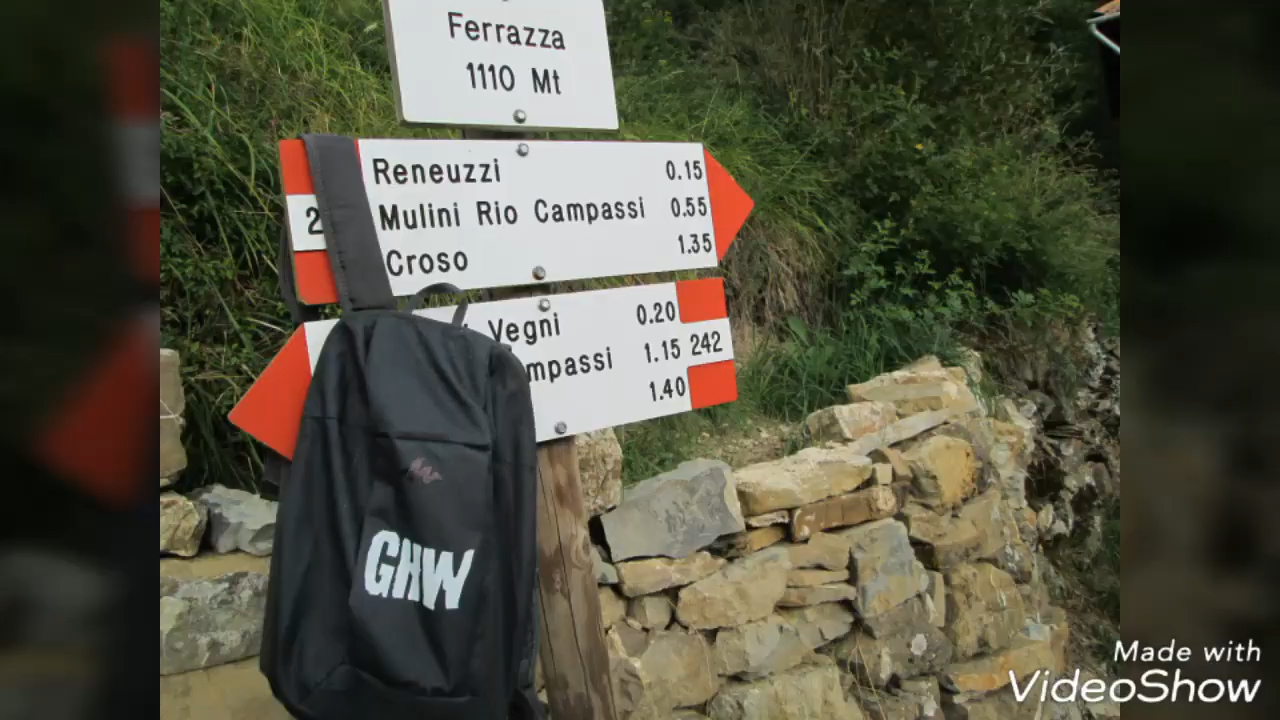 Ferrazza
1110 Mt
Reneuzzi 0.15
2 Mulini Rio Campassi 0.55
Croso 1.35
Vegni 0.20
mpassi 1.15 242
1.40
GHW
Made with
VideoShow